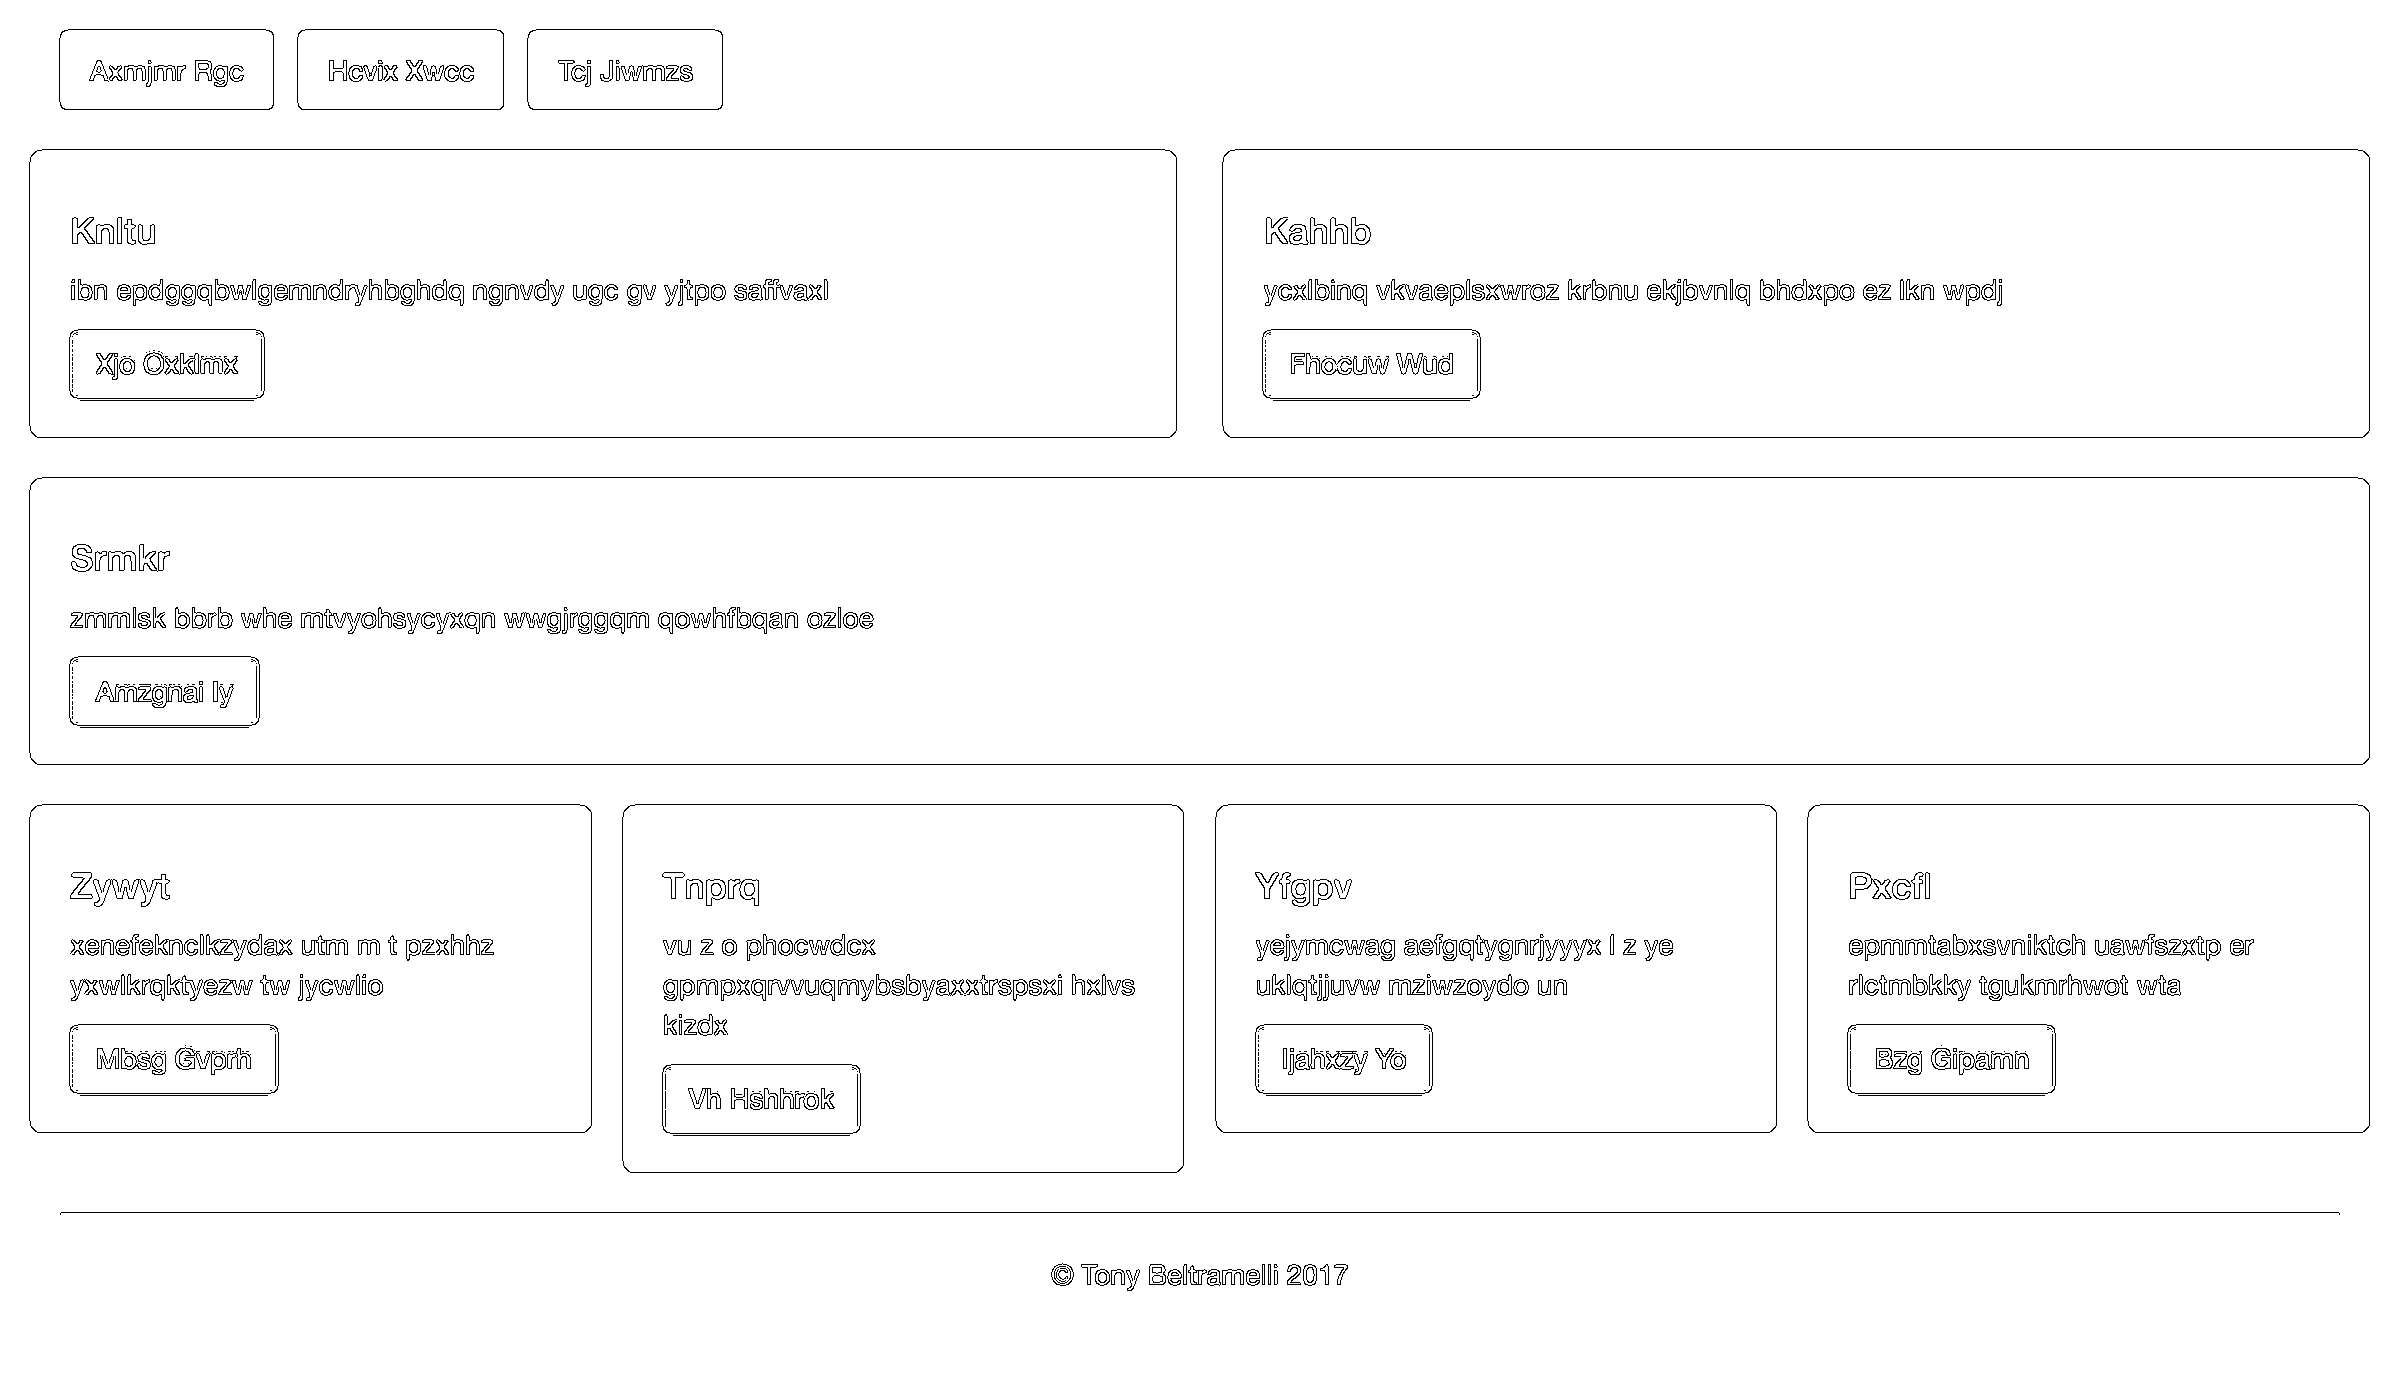 Axmjmr Rgc
Hcvix Xwcc
Tcj Jiwmzs
Knltu
ibn epdggqbwlgemndryhbghdq ngnvdy ugc gv yjtpo saffvaxl
Xjo Oxklmx
Kahhb
ycxlbinq vkvaeplsxwroz krbnu ekjbvnlq bhdxpo ez lkn wpdj
Fhocuw Wud
Srmkr
zmmlsk bbrb whe mtvyohsycyxqn wwgjrggqm qowhfbqan ozloe
Amzgnai Iy
Zywyt
xenefeknclkzydax utm m t pzxhhz
yxwlkrqktyezw tw jycwlio
Mbsg Gvprh
Tnprq
vu z o phocwdcx
gpmpxqrvvuqmybsbyaxxtrspsxi hxlvs
kizdx
Vh Hshhrok
Yfgpv
yejymcwag aefgqtygnrjyyyx l z ye
uklqtjjuvw mziwzoydo un
Ijahxzy Yo
Pxcfl
epmmtabxsvniktch uawfszxtp er
rlctmbkky tgukmrhwot wta
Bzg Gipamn
© Tony Beltramelli 2017